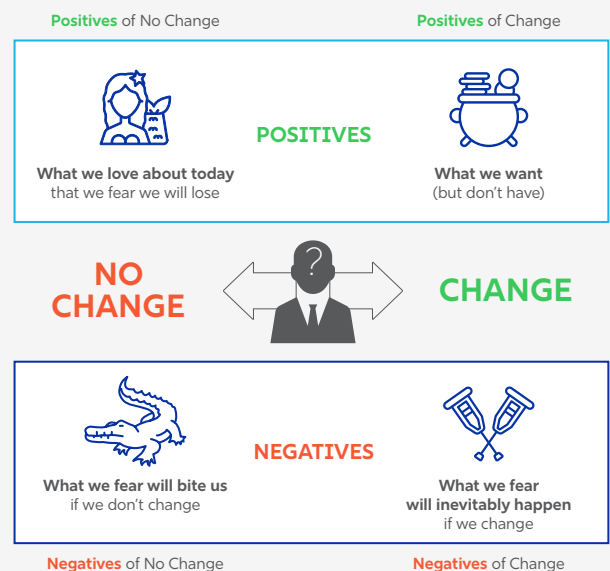 Positives of No Change
Positives of Change
POSITIVES
What we love about today
that we fear we will lose
What we want
(but don't have)
NO
CHANGE
?
CHANGE
NEGATIVES
What we fear will bite us
if we don't change
What we fear
will inevitably happen
if we change
Negatives of No Change
Negatives of Change